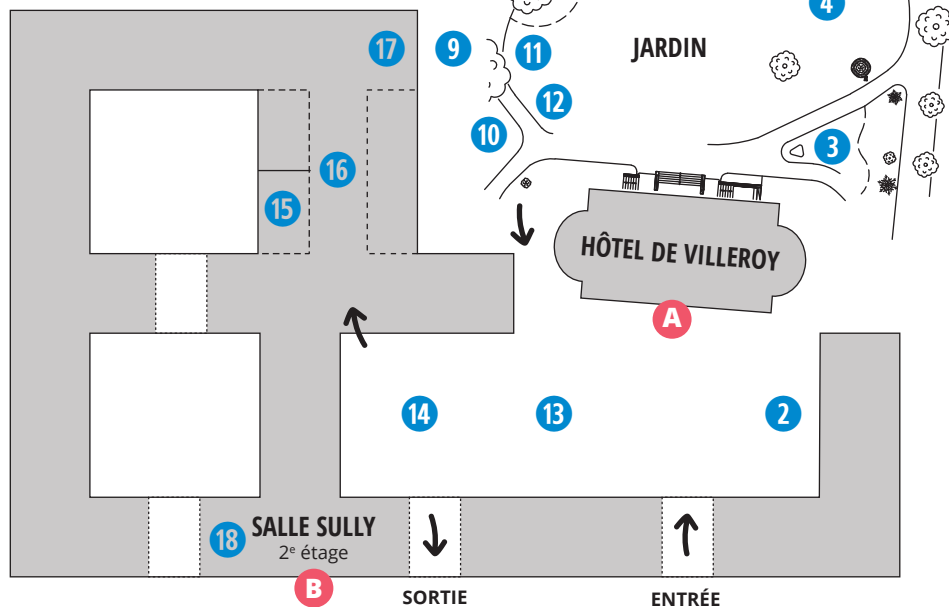 4
17
9
11
JARDIN
12
10
3
16
15
HÔTEL DE VILLEROY
A
14
13
2
18
SALLE SULLY
2e étage
B
SORTIE
ENTRÉE